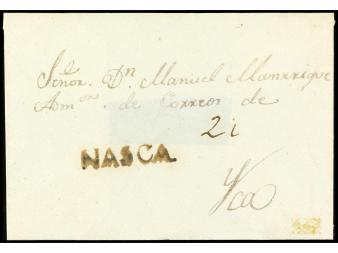 Señor. Dn. Manuel Manrrique
Admor. de Correos de
2i
NASCA
Yca